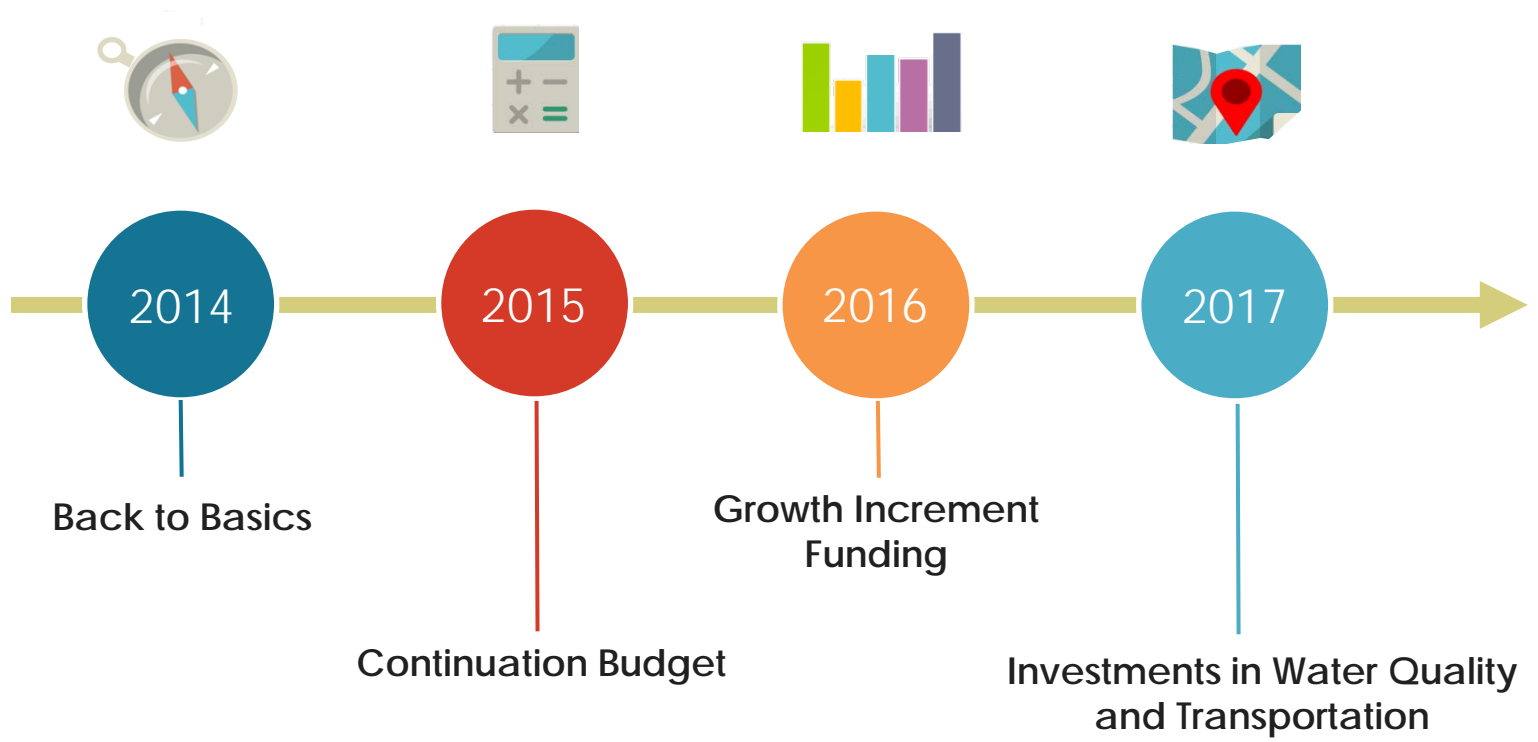 2014
2015
2016
2017
Back to Basics
Continuation Budget
Growth Increment
Funding
Investments in Water Quality
and Transportation